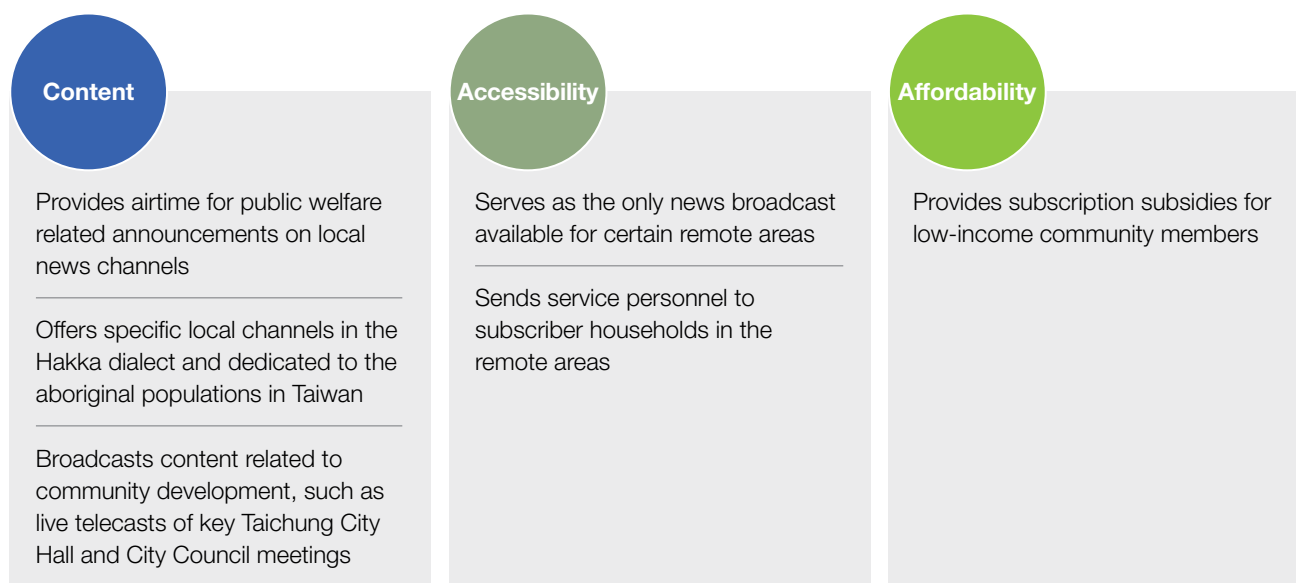 Content
Provides airtime for public welfare
related announcements on local
news channels
Offers specific local channels in the
Hakka dialect and dedicated to the
aboriginal populations in Taiwan
Broadcasts content related to
community development, such as
live telecasts of key Taichung City
Hall and City Council meetings
Accessibility
Serves as the only news broadcast
available for certain remote areas
Sends service personnel to
subscriber households in the
remote areas
Affordability
Provides subscription subsidies for
low-income community members